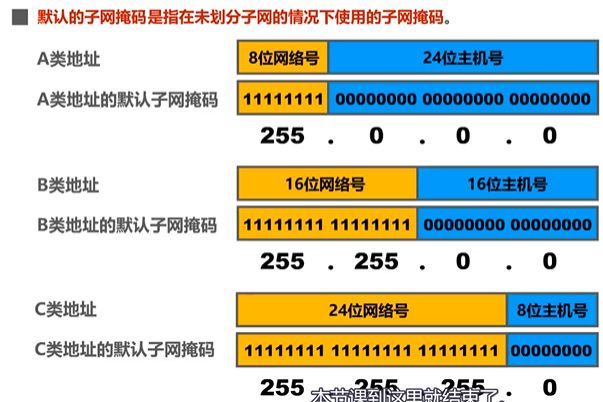 默认的子网掩码是指在未划分子网的情况下使用的子网掩码。
A类地址 8位网络号 24位主机号
A类地址的默认子网掩码 11111111 00000000 00000000 00000000
255 . 0 . 0 . 0
B类地址 16位网络号 16位主机号
B类地址的默认子网掩码 11111111 11111111 00000000 00000000
255 . 255 . 0 . 0
C类地址 24位网络号 8位主机号
C类地址的默认子网掩码 11111111 11111111 11111111 00000000
255 . 255 . 255 . 0
本节课到这里就结束了。